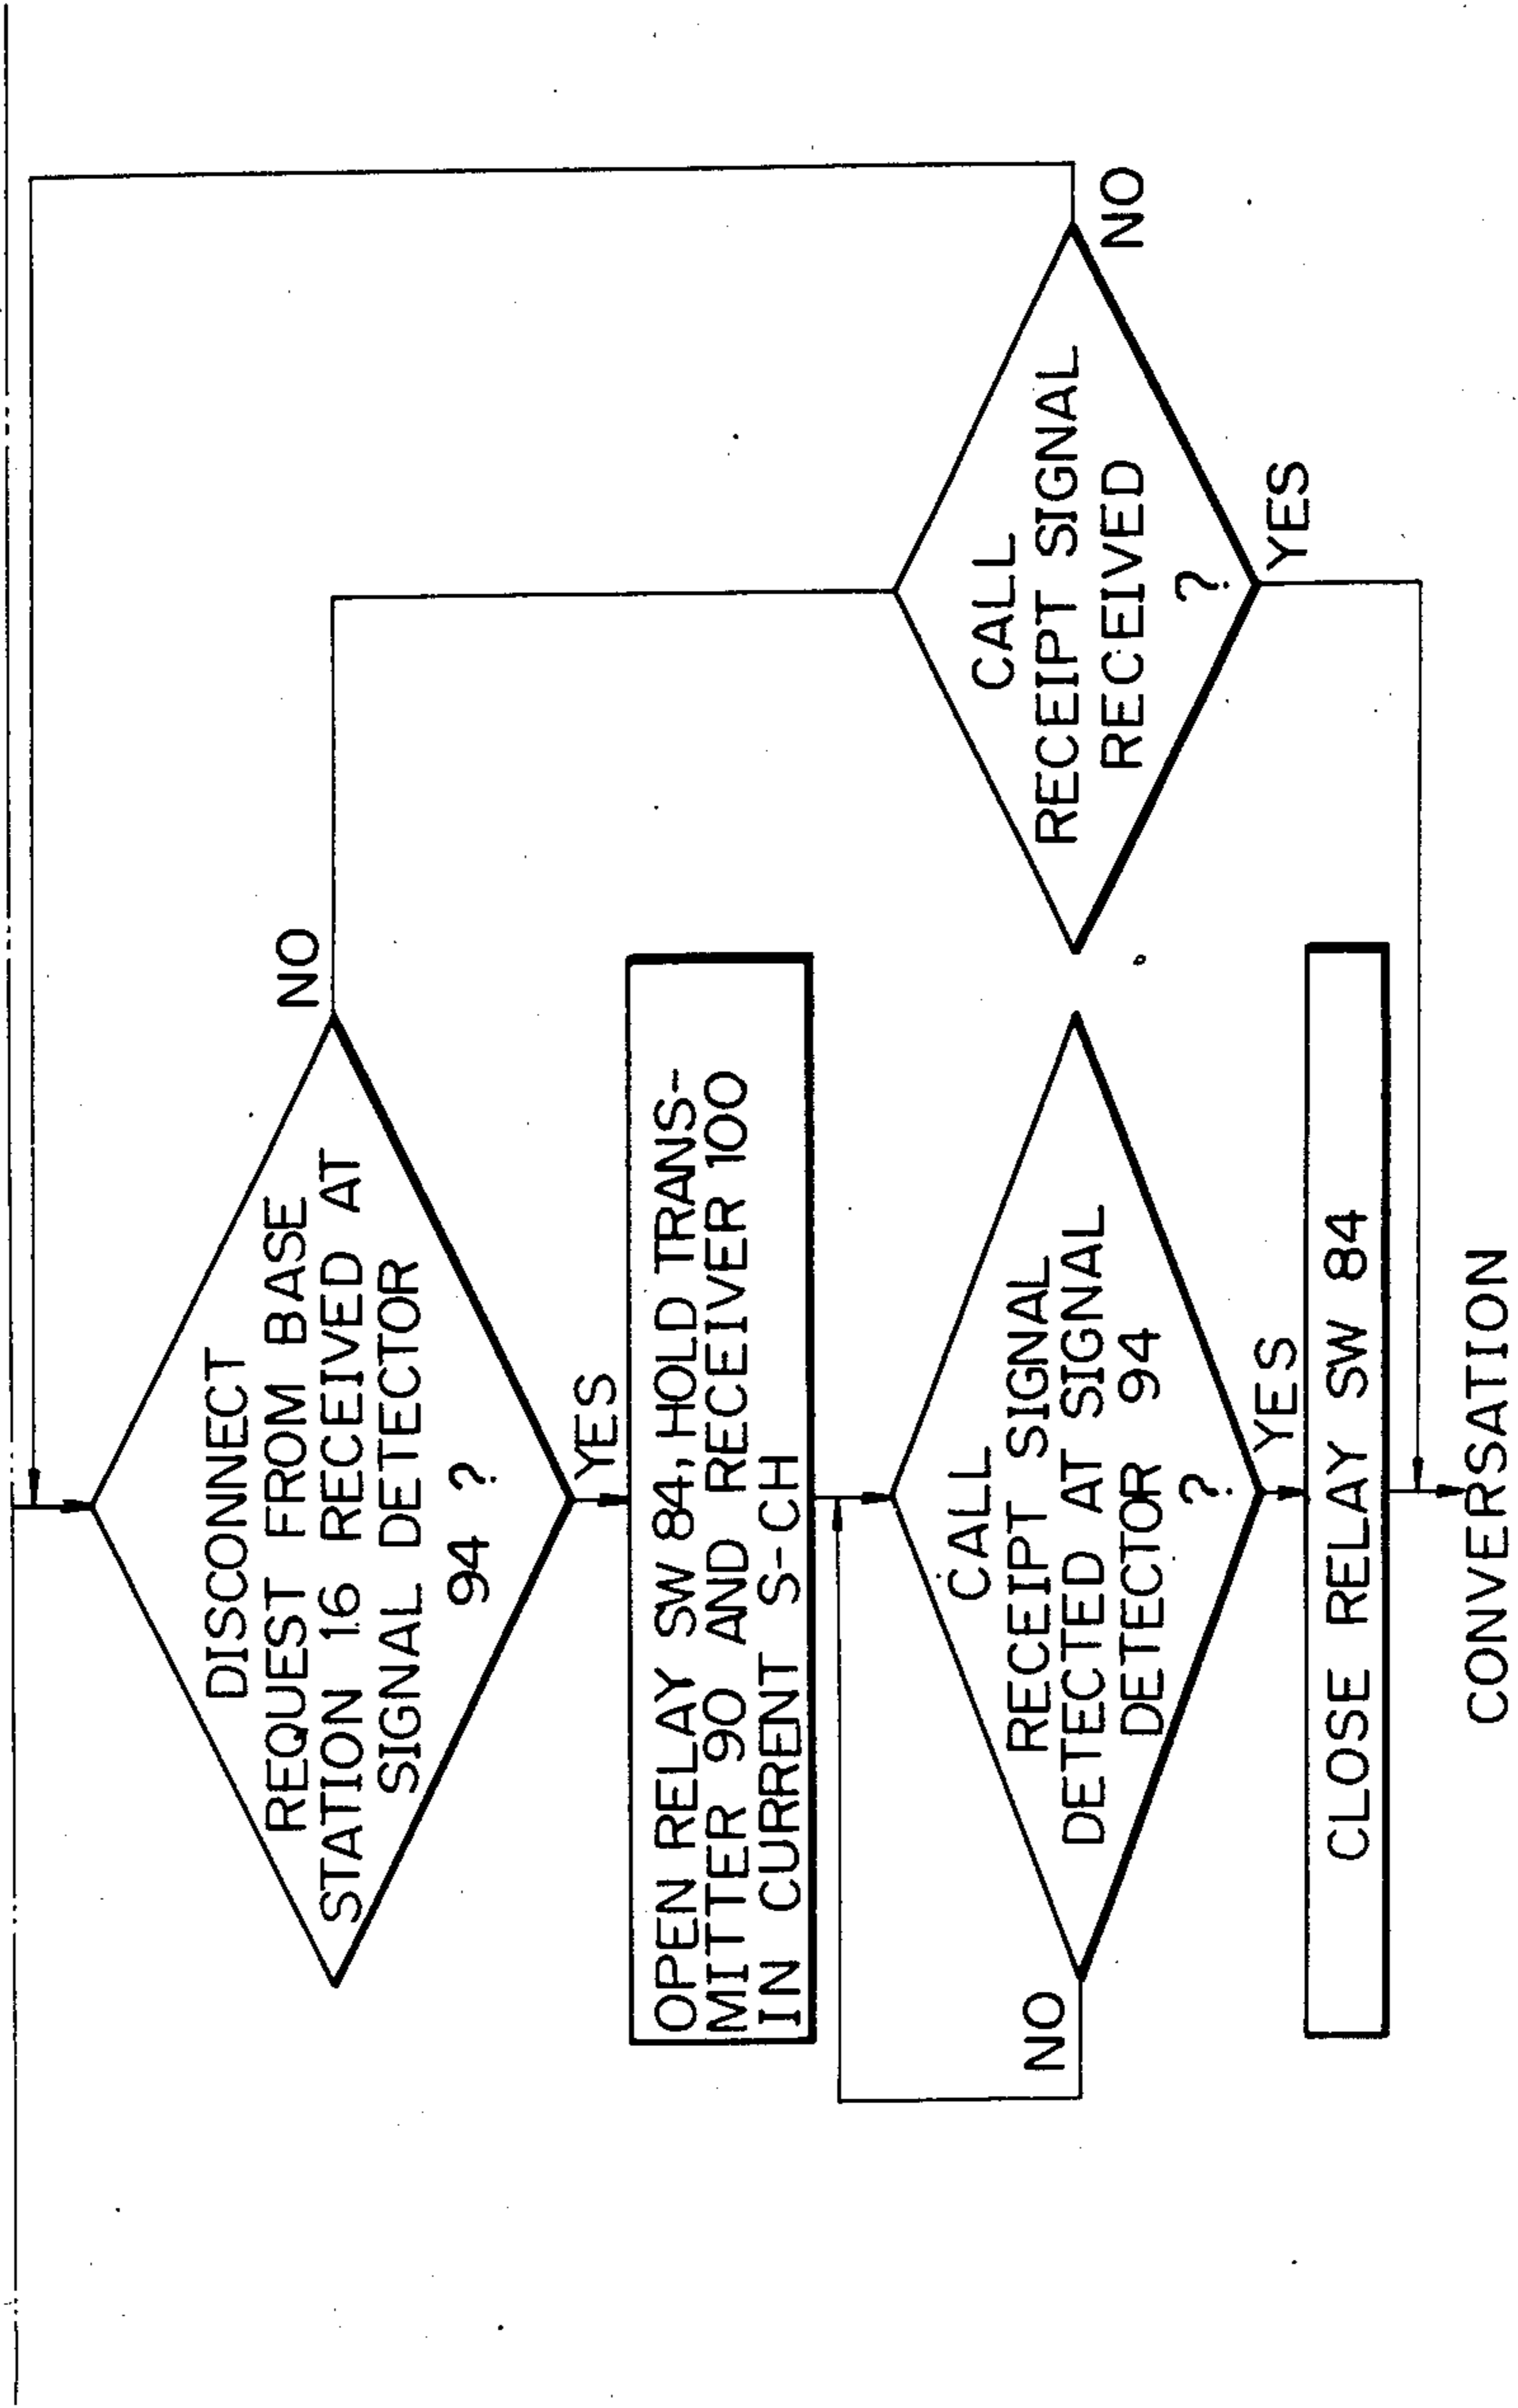 DISCONNECT
REQUEST FROM BASE
STATION 16 RECEIVED AT
SIGNAL DETECTOR
94 ?
NO
YES
OPEN RELAY SW 84, HOLD TRANS-
MITTER 90 AND RECEIVER 100
IN CURRENT S-CH
CALL
RECEIPT SIGNAL
DETECTED AT SIGNAL
DETECTOR 94
?
NO
YES
CALL
RECEIPT SIGNAL
RECEIVED
?
NO
YES
CLOSE RELAY SW 84
CONVERSATION